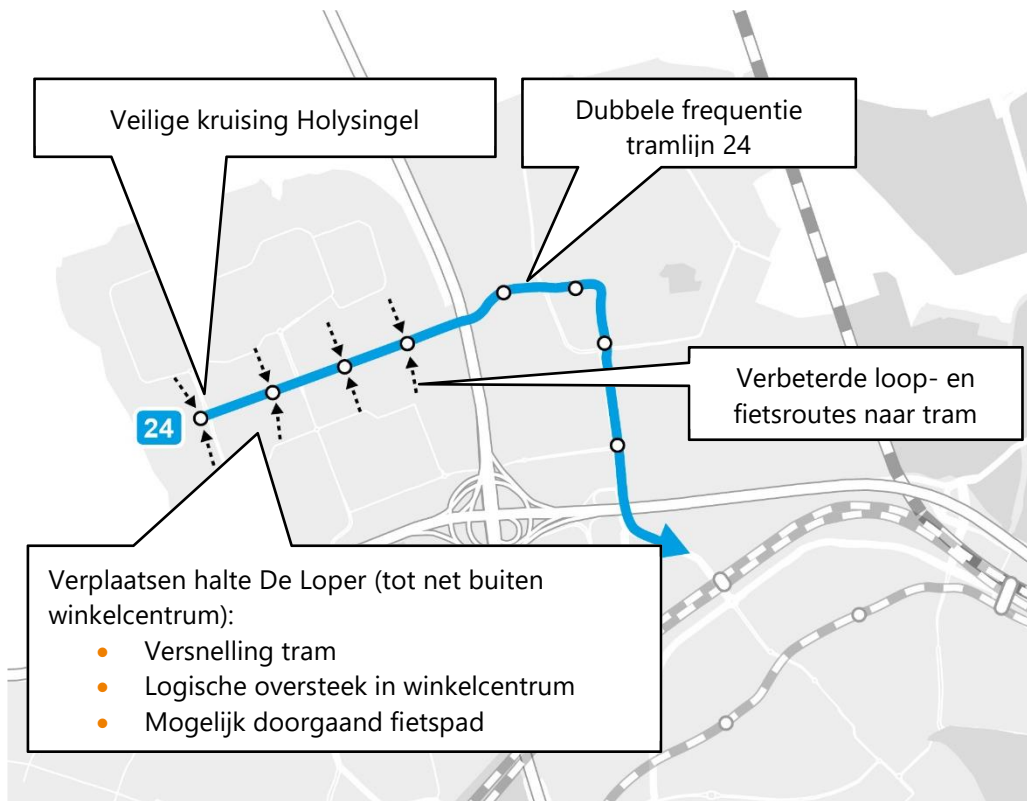 Veilige kruising Holysingel
Dubbele frequentie
tramlijn 24
Verbeterde loop- en
fietsroutes naar tram
24
Verplaatsen halte De Loper (tot net buiten
winkelcentrum):
• Versnelling tram
• Logische oversteek in winkelcentrum
• Mogelijk doorgaand fietspad